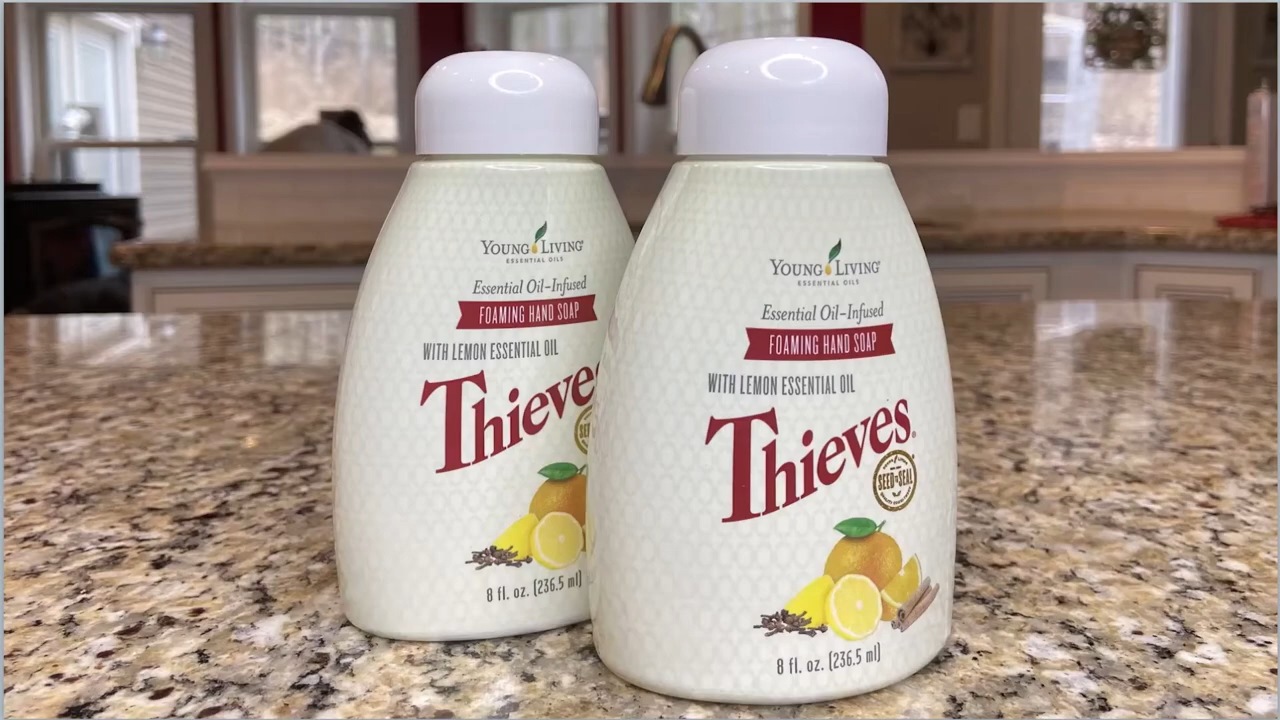 YOUNG LIVING
ESSENTIAL OILS
Essential Oil-Infused
FOAMING HAND SOAP
WITH LEMON ESSENTIAL OIL
Thieves
8 fl. oz. (236.5 ml)
YOUNG LIVING
ESSENTIAL OILS
Essential Oil-Infused
FOAMING HAND SOAP
WITH LEMON ESSENTIAL OIL
Thieves®
SEED TO SEAL
8 fl. oz. (236.5 ml)